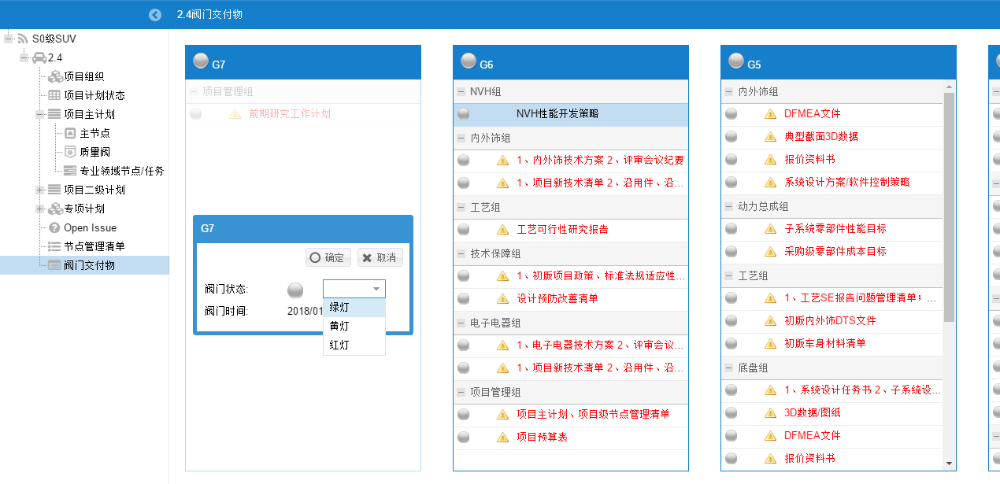 2.4阀门交付物
S0级SUV
2.4
项目组织
项目计划状态
项目主计划
主节点
质量阀
专业领域节点/任务
项目二级计划
专项计划
Open Issue
节点管理清单
阀门交付物
G7
项目管理组
前期研究工作计划
G7
确定
取消
阀门状态:
阀门时间:
2018/01
绿灯
黄灯
红灯
G6
NVH组
NVH性能开发策略
内外饰组
1、内外饰技术方案 2、评审会议纪要
1、项目新技术清单 2、沿用件、沿...
工艺组
工艺可行性研究报告
技术保障组
1、初版项目政策、标准法规适应性...
设计预防改善清单
电子电器组
1、电子电器技术方案 2、评审会议...
1、项目新技术清单 2、沿用件、沿...
项目管理组
项目主计划、项目级节点管理清单
项目预算表
G5
内外饰组
DFMEA文件
典型截面3D数据
报价资料书
系统设计方案/软件控制策略
动力总成组
子系统零部件性能目标
采购级零部件成本目标
工艺组
1、工艺SE报告问题管理清单；...
初版内外饰DTS文件
初版车身材料清单
底盘组
1、系统设计任务书 2、子系统设...
3D数据/图纸
DFMEA文件
报价资料书